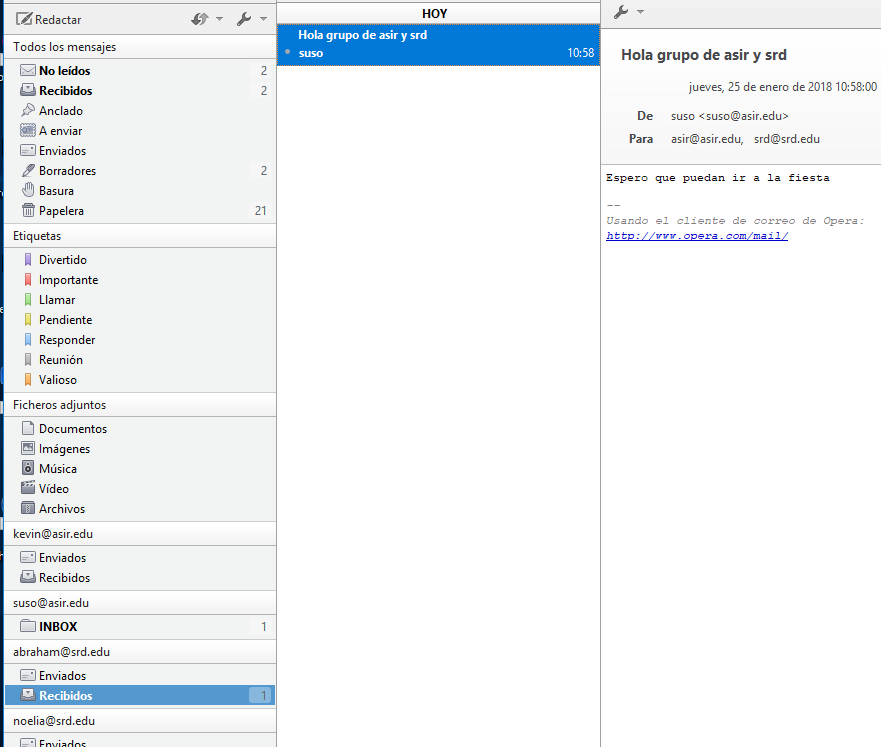 Redactar
Todos los mensajes
No leídos 2
Recibidos 2
Anclado
A enviar
Enviados
Borradores 2
Basura
Papelera 21
Etiquetas
Divertido
Importante
Llamar
Pendiente
Responder
Reunión
Valioso
Ficheros adjuntos
Documentos
Imágenes
Música
Vídeo
Archivos
kevin@asir.edu
Enviados
Recibidos
suso@asir.edu
INBOX 1
abraham@srd.edu
Enviados
Recibidos 1
noelia@srd.edu
Enviados
HOY
Hola grupo de asir y srd
suso 10:58
Hola grupo de asir y srd
jueves, 25 de enero de 2018 10:58:00
De suso <suso@asir.edu>
Para asir@asir.edu, srd@srd.edu
Espero que puedan ir a la fiesta
--
Usando el cliente de correo de Opera:
http://www.opera.com/mail/